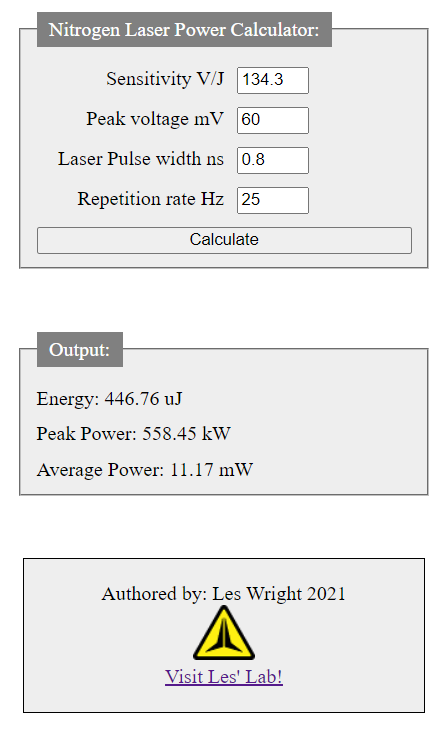 Nitrogen Laser Power Calculator:
Sensitivity V/J 134.3
Peak voltage mV 60
Laser Pulse width ns 0.8
Repetition rate Hz 25
Calculate
Output:
Energy: 446.76 uJ
Peak Power: 558.45 kW
Average Power: 11.17 mW
Authored by: Les Wright 2021
Visit Les' Lab!